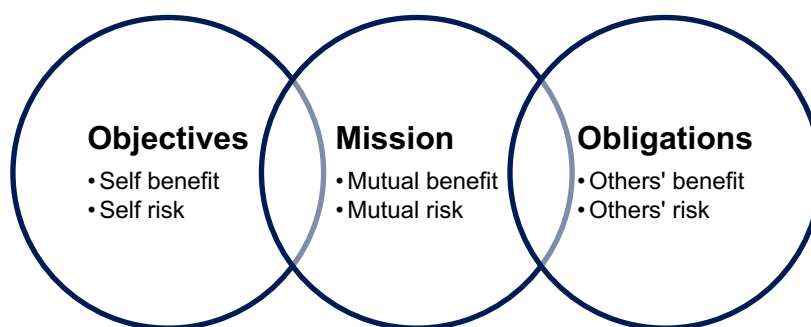 Objectives
• Self benefit
• Self risk
Mission
• Mutual benefit
• Mutual risk
Obligations
• Others' benefit
• Others' risk